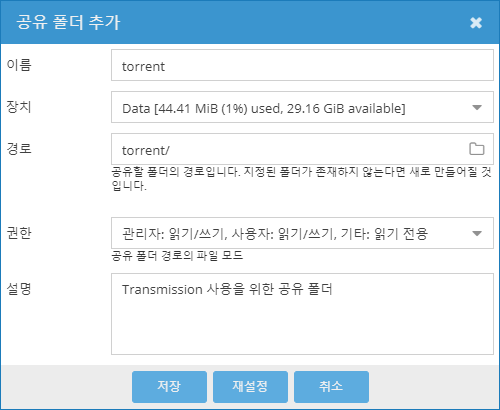 공유 폴더 추가
이름
torrent
장치
Data [44.41 MiB (1%) used, 29.16 GiB available]
경로
torrent/
공유할 폴더의 경로입니다. 지정된 폴더가 존재하지 않는다면 새로 만들어질 것
입니다.
권한
관리자: 읽기/쓰기, 사용자: 읽기/쓰기, 기타: 읽기 전용
공유 폴더 경로의 파일 모드
설명
Transmission 사용을 위한 공유 폴더
저장
재설정
취소